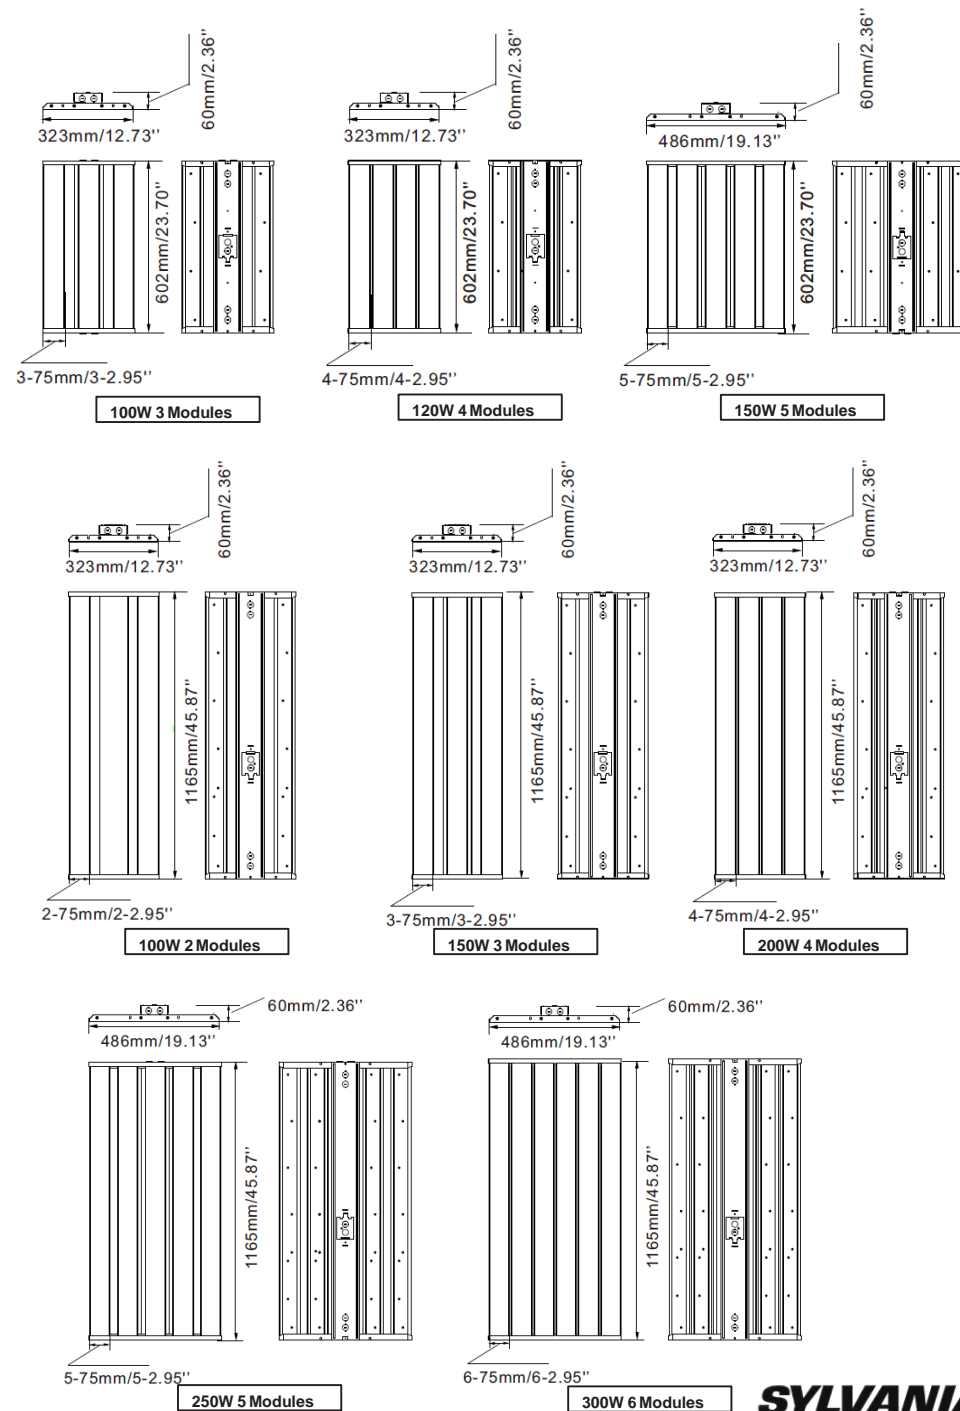 60mm/2.36''
323mm/12.73''
602mm/23.70''
3-75mm/3-2.95''
100W 3 Modules
60mm/2.36''
323mm/12.73''
602mm/23.70''
4-75mm/4-2.95''
120W 4 Modules
60mm/2.36''
486mm/19.13''
602mm/23.70''
5-75mm/5-2.95''
150W 5 Modules
60mm/2.36''
323mm/12.73''
1165mm/45.87''
2-75mm/2-2.95''
100W 2 Modules
60mm/2.36''
323mm/12.73''
1165mm/45.87''
3-75mm/3-2.95''
150W 3 Modules
60mm/2.36''
323mm/12.73''
1165mm/45.87''
4-75mm/4-2.95''
200W 4 Modules
60mm/2.36''
486mm/19.13''
1165mm/45.87''
5-75mm/5-2.95''
250W 5 Modules
60mm/2.36''
486mm/19.13''
1165mm/45.87''
6-75mm/6-2.95''
300W 6 Modules
SYLVANIA